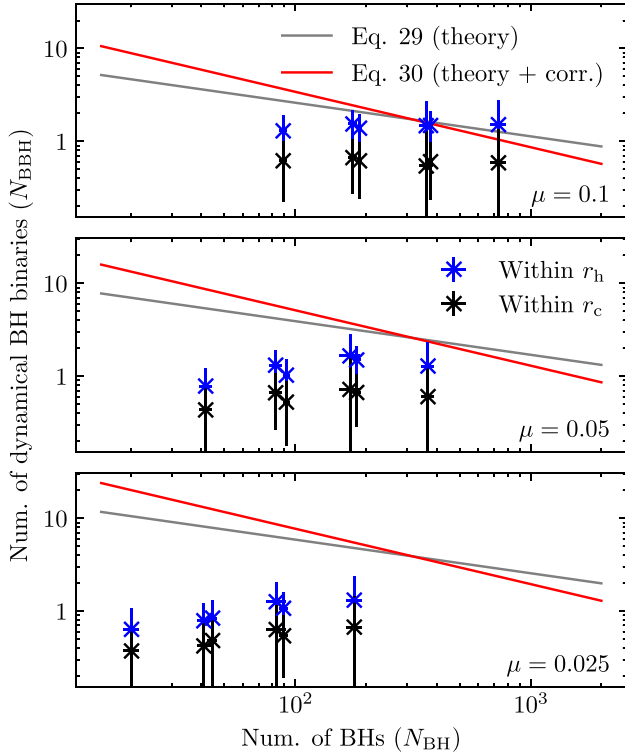 Num. of dynamical BH binaries (N_BBH)
10
1
Eq. 29 (theory)
Eq. 30 (theory + corr.)
μ = 0.1
10
1
Within r_h
Within r_c
μ = 0.05
10
1
μ = 0.025
10^2
10^3
Num. of BHs (N_BH)